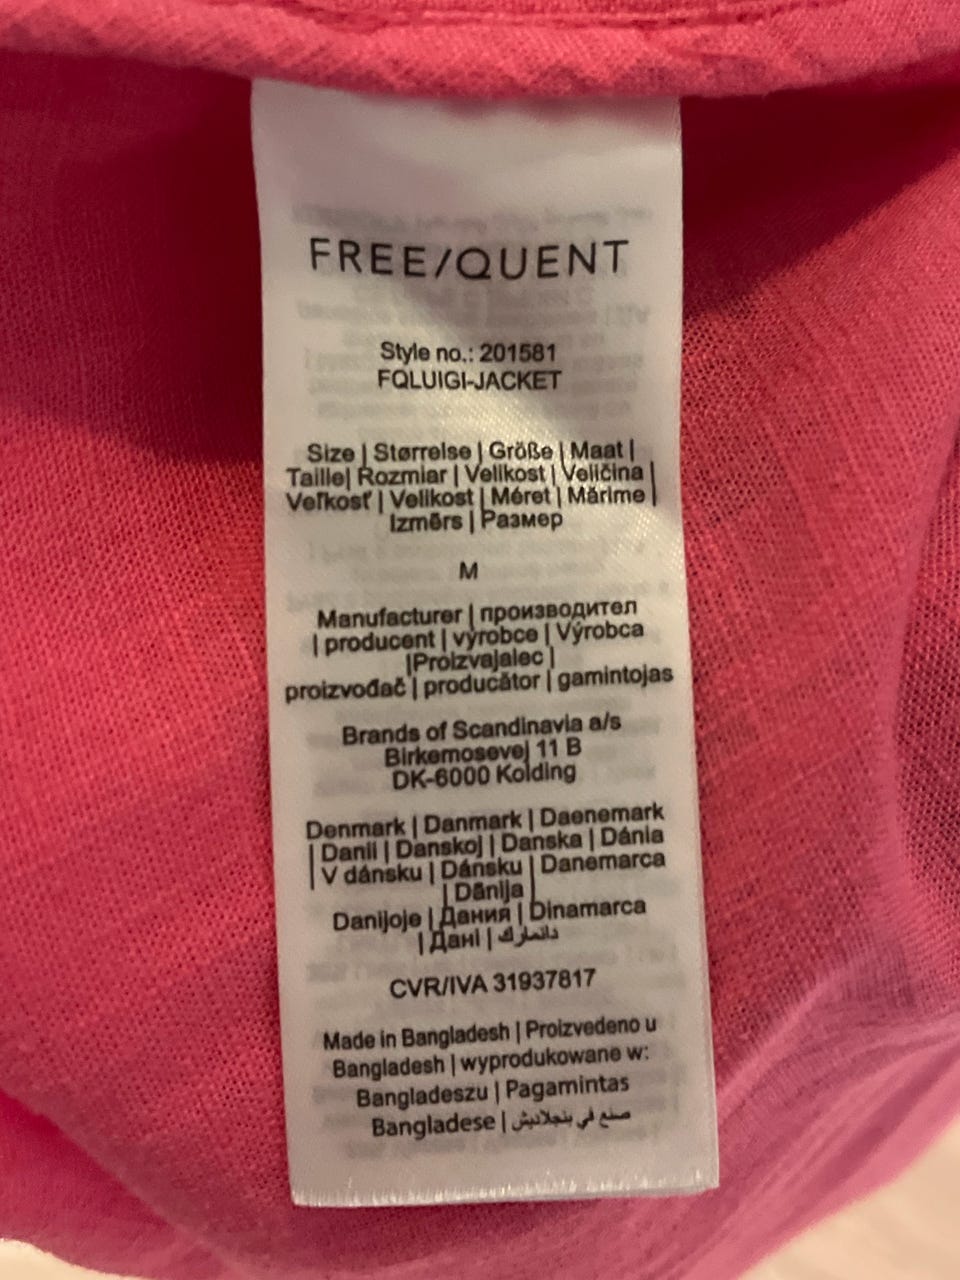 FREE/QUENT
Style no.: 201581
FQLUIGI-JACKET
Size | Størrelse | Größe | Maat |
Taille| Rozmiar | Velikost | Veličina |
Veľkosť | Velikost | Méret | Mărime |
Izmērs | Размер
M
Manufacturer | производител
| producent | výrobce | Výrobca
|Proizvajalec |
proizvođač | producător | gamintojas
Brands of Scandinavia a/s
Birkemosevej 11 B
DK-6000 Kolding
Denmark | Danmark | Daenemark
| Danii | Danskoj | Danska | Dánia
| V dánsku | Dánsku | Danemarca
| Dānija |
Danijoje | Дания | Dinamarca
| Дані | دانمارك
CVR/IVA 31937817
Made in Bangladesh | Proizvedeno u
Bangladesh | wyprodukowane w:
Bangladeszu | Pagamintas
Bangladese | صنع في بنجلاديش